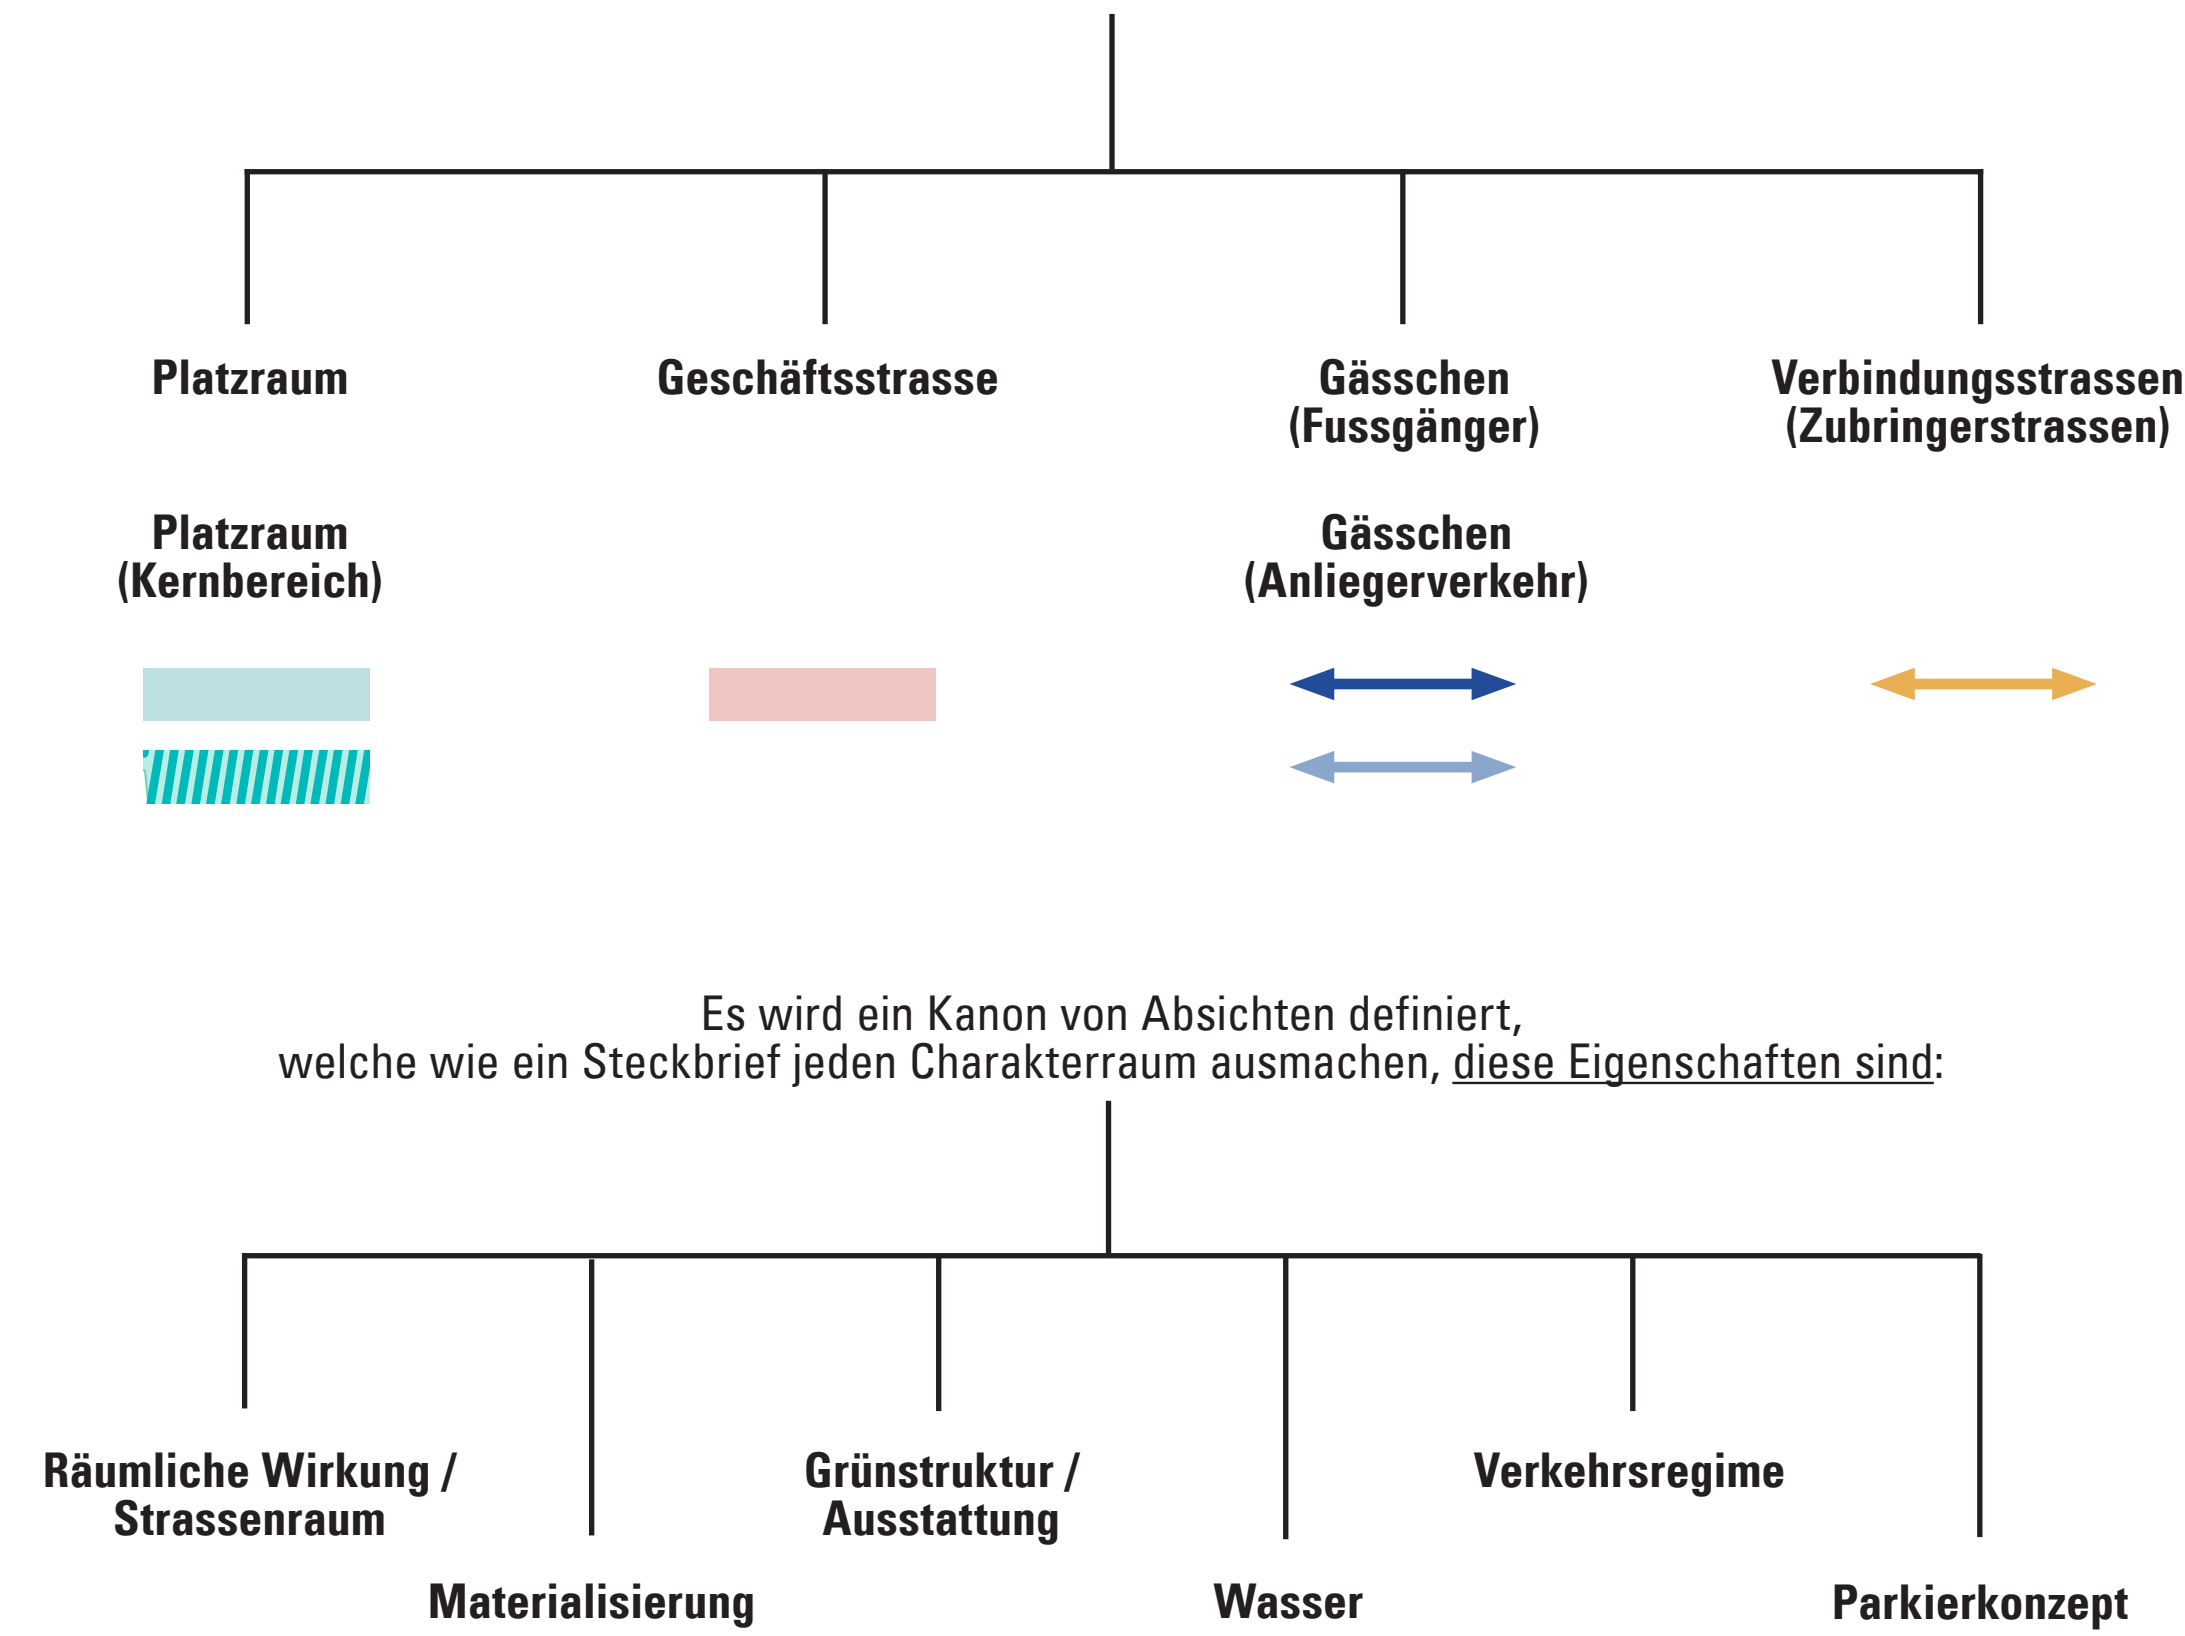 Platzraum
Geschäftsstrasse
Gässchen
(Fussgänger)
Verbindungsstrassen
(Zubringerstrassen)
Platzraum
(Kernbereich)
Gässchen
(Anliegerverkehr)
Es wird ein Kanon von Absichten definiert,
welche wie ein Steckbrief jeden Charakterraum ausmachen, diese Eigenschaften sind:
Räumliche Wirkung /
Strassenraum
Materialisierung
Grünstruktur /
Ausstattung
Wasser
Verkehrsregime
Parkierkonzept